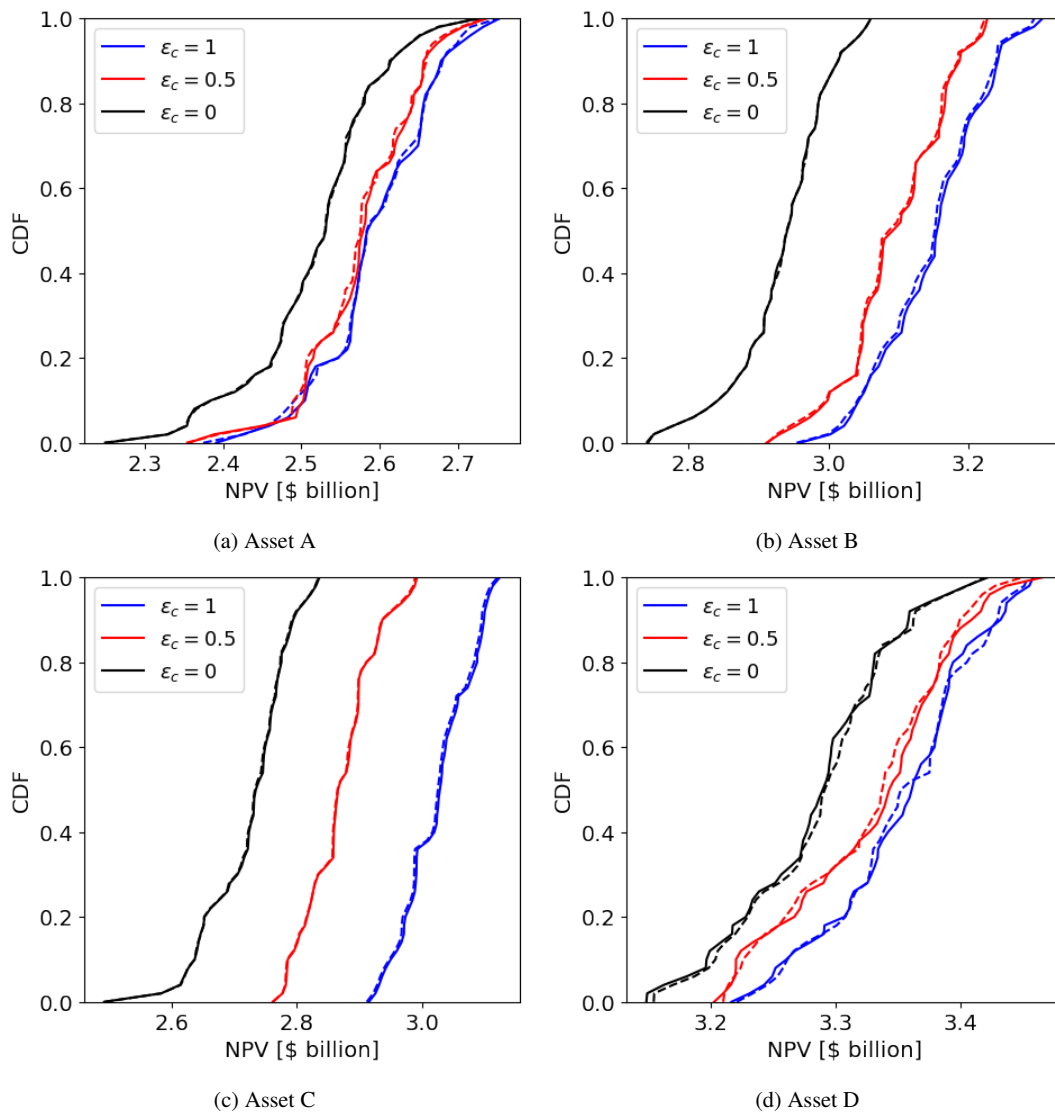 CDF
1.0
0.8
0.6
0.4
0.2
0.0
ε_c = 1
ε_c = 0.5
ε_c = 0
2.3 2.4 2.5 2.6 2.7
NPV [$ billion]
(a) Asset A
CDF
1.0
0.8
0.6
0.4
0.2
0.0
ε_c = 1
ε_c = 0.5
ε_c = 0
2.8 3.0 3.2
NPV [$ billion]
(b) Asset B
CDF
1.0
0.8
0.6
0.4
0.2
0.0
ε_c = 1
ε_c = 0.5
ε_c = 0
2.6 2.8 3.0
NPV [$ billion]
(c) Asset C
CDF
1.0
0.8
0.6
0.4
0.2
0.0
ε_c = 1
ε_c = 0.5
ε_c = 0
3.2 3.3 3.4
NPV [$ billion]
(d) Asset D